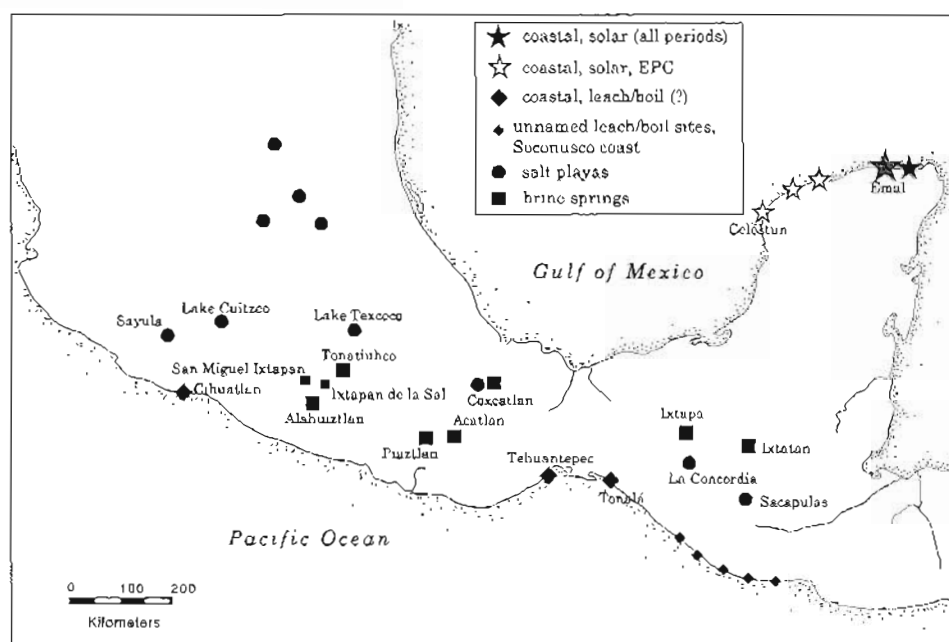 coastal, solar (all periods)
coastal, solar, EPC
coastal, leach/boil (?)
unnamed leach/boil sites,
Soconusco coast
salt playas
brine springs
Emal
Celestun
Gulf of Mexico
Lake Cuitzeo
Sayula
Lake Texcoco
Tonatiuhco
San Miguel Ixtapan
Cihuatlan
Ixtapan de la Sal
Alahuiztlan
Coxcatlan
Acatlan
Piaztlan
Ixtapa
Ixtatan
Tehuantepec
La Concordia
Tonalá
Sacapulas
Pacific Ocean
0 100 200
Kilometers